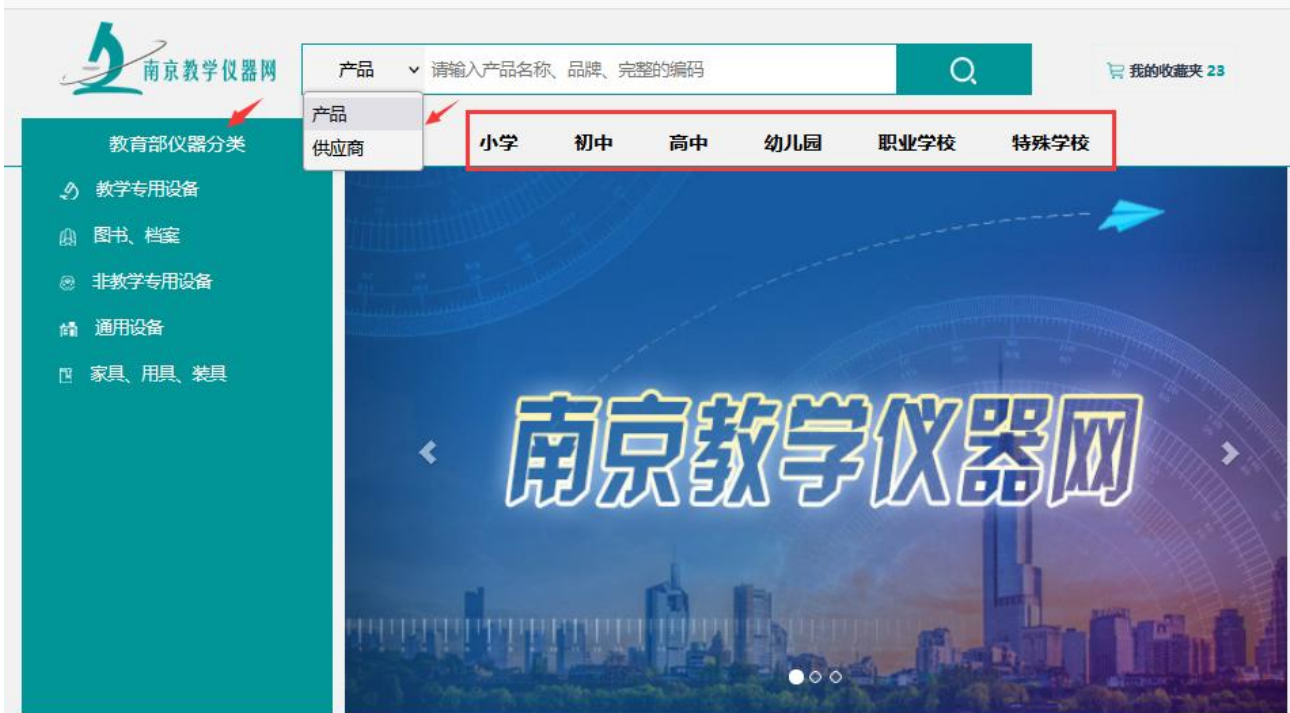 南京教学仪器网
产品 请输入产品名称、品牌、完整的编码
我的收藏夹 23
产品
供应商
教育部仪器分类
小学 初中 高中 幼儿园 职业学校 特殊学校
教学专用设备
图书、档案
非教学专用设备
通用设备
家具、用具、装具
南京教学仪器网